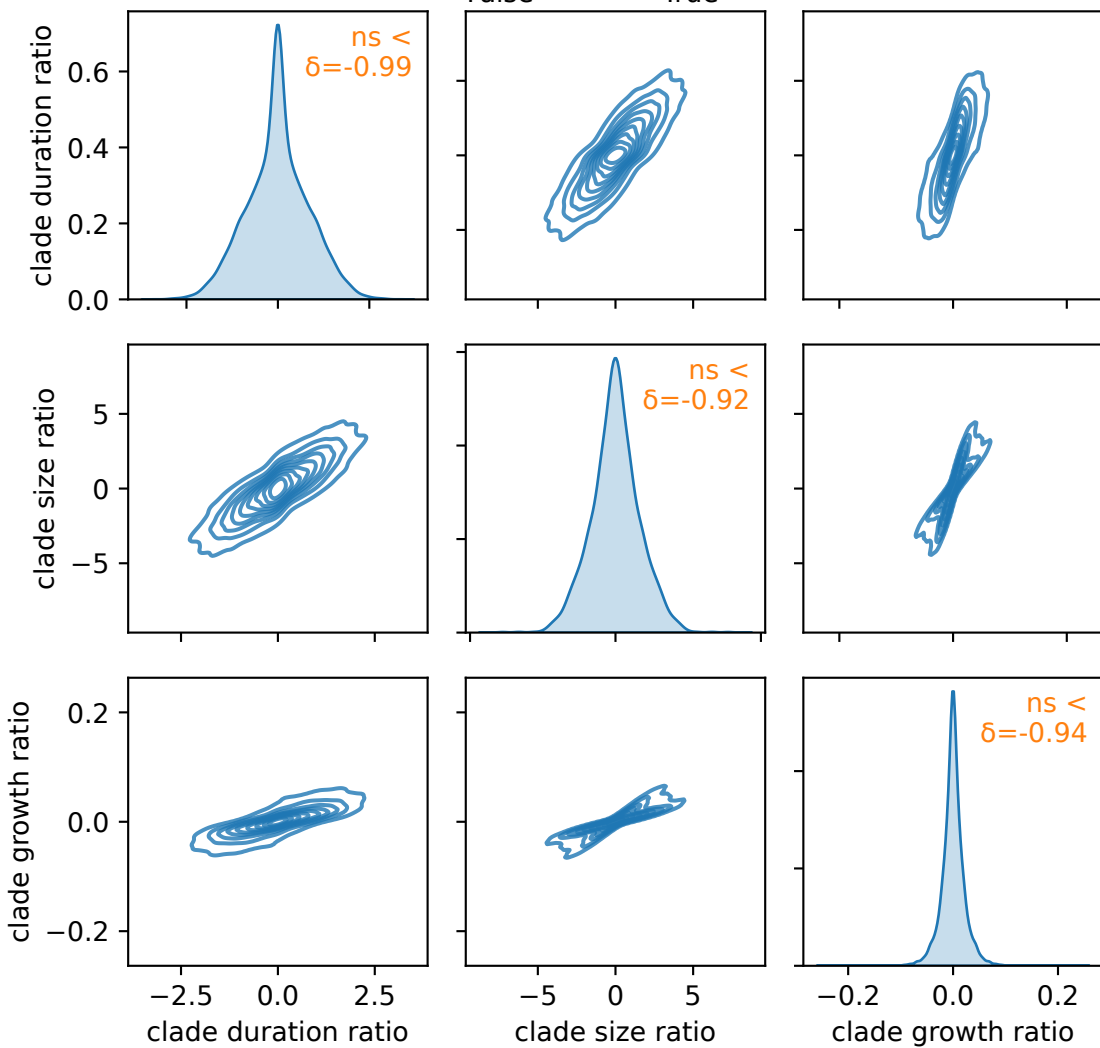 clade duration ratio
0.6
0.4
0.2
0.0
ns <
δ=-0.99
clade size ratio
5
0
−5
ns <
δ=-0.92
clade growth ratio
0.2
0.0
−0.2
ns <
δ=-0.94
−2.5 0.0 2.5
−5 0 5
−0.2 0.0 0.2
clade duration ratio
clade size ratio
clade growth ratio